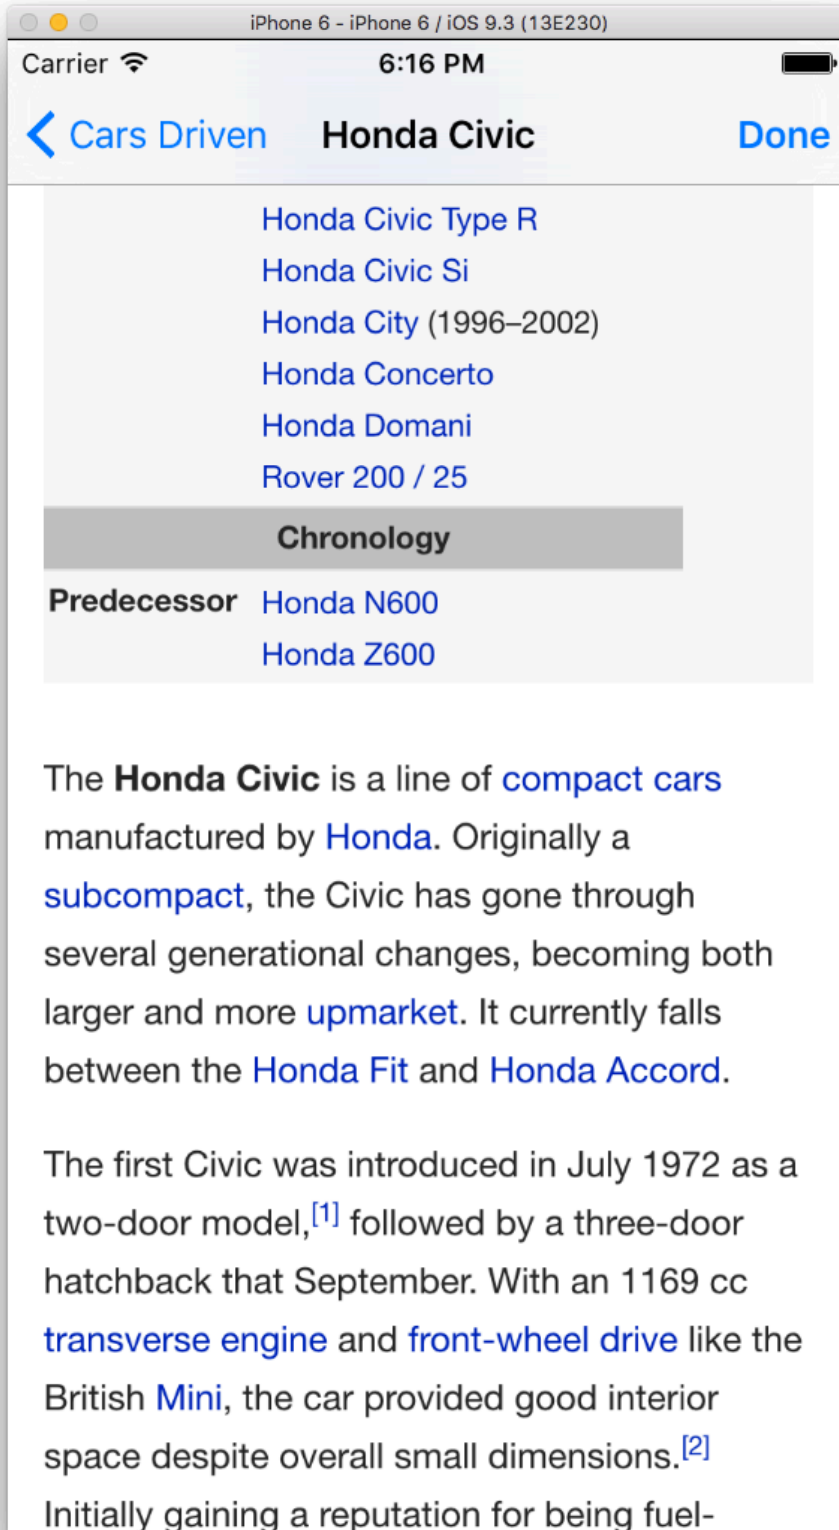 iPhone 6 - iPhone 6 / iOS 9.3 (13E230)
Carrier 6:16 PM
Cars Driven Honda Civic Done
Honda Civic Type R
Honda Civic Si
Honda City (1996–2002)
Honda Concerto
Honda Domani
Rover 200 / 25
Chronology
Predecessor Honda N600
Honda Z600
The Honda Civic is a line of compact cars
manufactured by Honda. Originally a
subcompact, the Civic has gone through
several generational changes, becoming both
larger and more upmarket. It currently falls
between the Honda Fit and Honda Accord.
The first Civic was introduced in July 1972 as a
two-door model,[1] followed by a three-door
hatchback that September. With an 1169 cc
transverse engine and front-wheel drive like the
British Mini, the car provided good interior
space despite overall small dimensions.[2]
Initially gaining a reputation for being fuel-